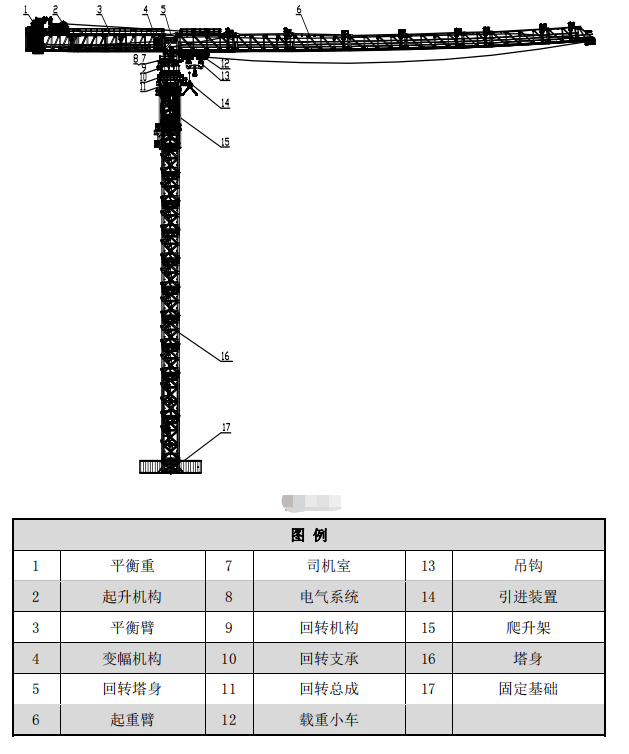 1 2 3 4 5 6
8 7
9
10
11
12
13
14
15
16
17
图 例
1 平衡重 7 司机室 13 吊钩
2 起升机构 8 电气系统 14 引进装置
3 平衡臂 9 回转机构 15 爬升架
4 变幅机构 10 回转支承 16 塔身
5 回转塔身 11 回转总成 17 固定基础
6 起重臂 12 载重小车